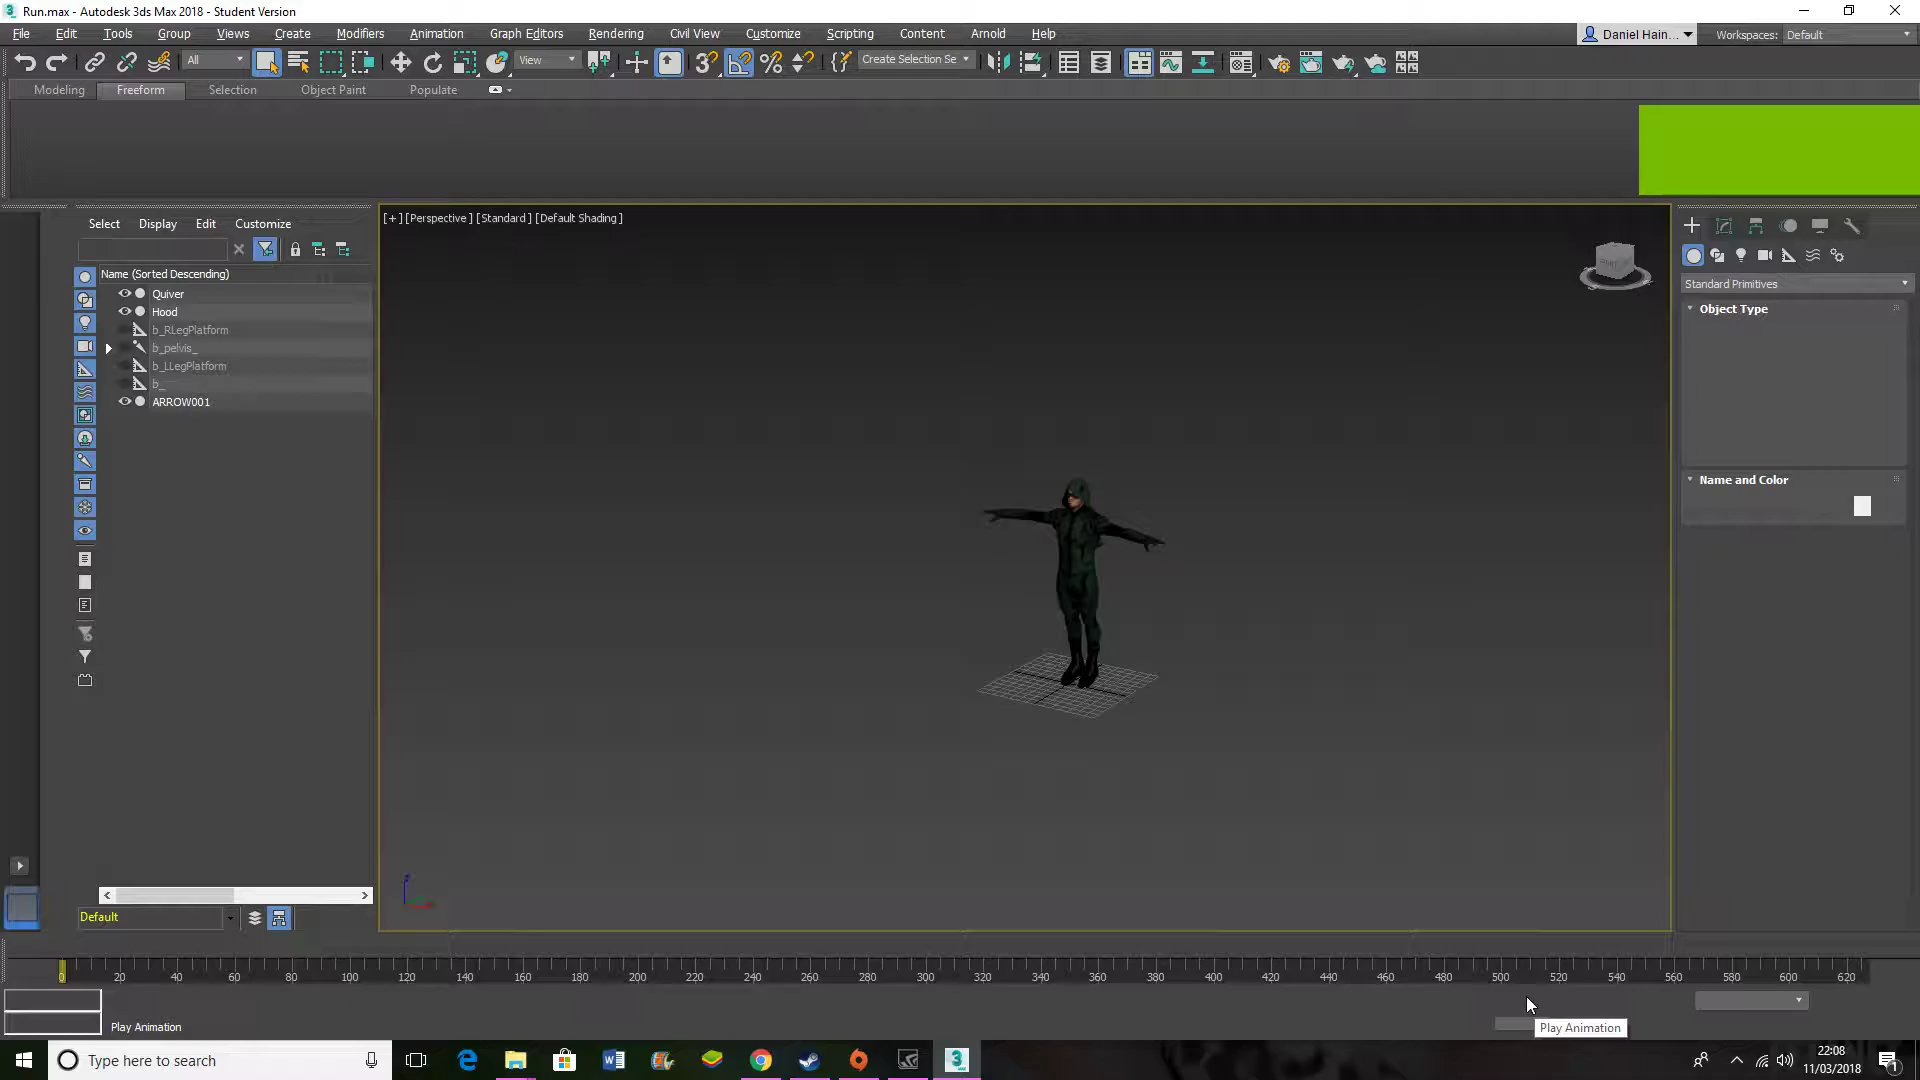 Run.max - Autodesk 3ds Max 2018 - Student Version
File Edit Tools Group Views Create Modifiers Animation Graph Editors Rendering Civil View Customize Scripting Content Arnold Help Daniel Hain... Workspaces: Default
All View Create Selection Se
Modeling Freeform Selection Object Paint Populate
[+] [Perspective ] [Standard ] [Default Shading ]
Select Display Edit Customize
Name (Sorted Descending)
Quiver
Hood
b_RLegPlatform
b_pelvis_
b_LLegPlatform
b_
ARROW001
Default
Standard Primitives
Object Type
Name and Color
0 20 40 60 80 100 120 140 160 180 200 220 240 260 280 300 320 340 360 380 400 420 440 460 480 500 520 540 560 580 600 620
Play Animation
Play Animation
Type here to search
22:08
11/03/2018